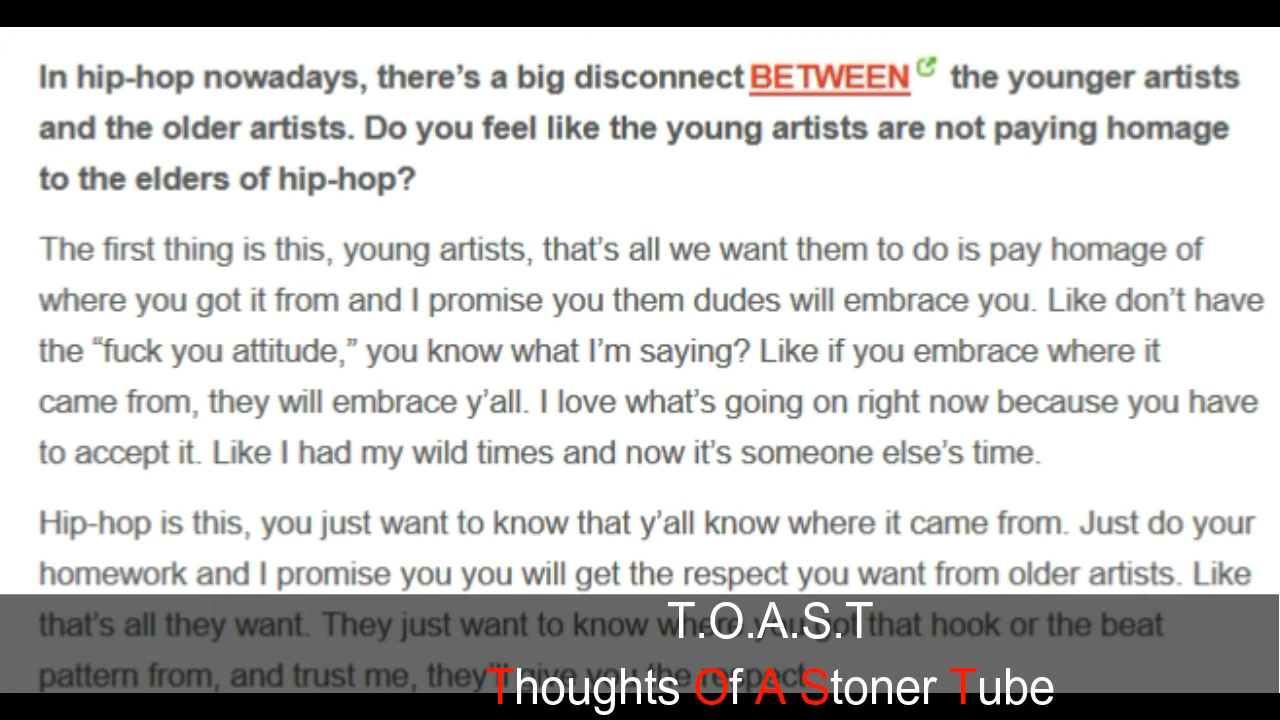 In hip-hop nowadays, there's a big disconnect BETWEEN the younger artists
and the older artists. Do you feel like the young artists are not paying homage
to the elders of hip-hop?
The first thing is this, young artists, that's all we want them to do is pay homage of
where you got it from and I promise you them dudes will embrace you. Like don't have
the “fuck you attitude,” you know what I'm saying? Like if you embrace where it
came from, they will embrace y'all. I love what's going on right now because you have
to accept it. Like I had my wild times and now it's someone else's time.
Hip-hop is this, you just want to know that y'all know where it came from. Just do your
homework and I promise you you will get the respect you want from older artists. Like
that's all they want. They just want to know where you got that hook or the beat
pattern from, and trust me, they'll give you the respect.
T.O.A.S.T
Thoughts Of A Stoner Tube